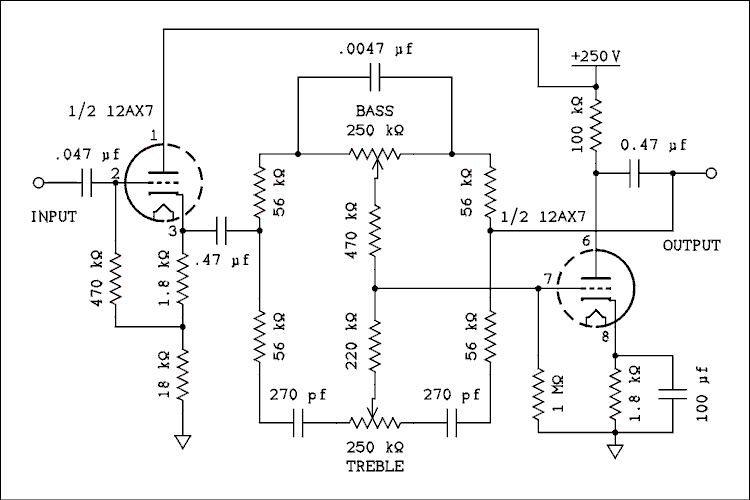 .0047 µf
+250V
1/2 12AX7
BASS
250 kΩ
100 kΩ
1
.047 µf
0.47 µf
2
56 kΩ
56 kΩ
INPUT
3
470 kΩ
1/2 12AX7
.47 µf
6
OUTPUT
470 kΩ
1.8 kΩ
7
56 kΩ
220 kΩ
56 kΩ
8
18 kΩ
270 pf
270 pf
1 MΩ
1.8 kΩ
100 µf
250 kΩ
TREBLE